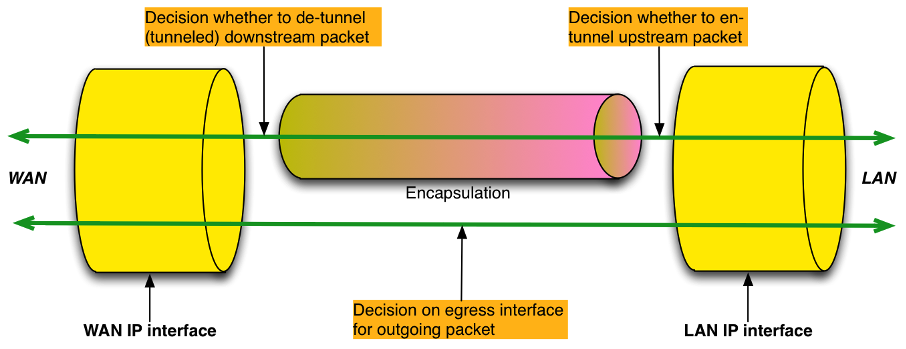 Decision whether to de-tunnel
(tunneled) downstream packet
Decision whether to en-
tunnel upstream packet
WAN
LAN
Encapsulation
Decision on egress interface
for outgoing packet
WAN IP interface
LAN IP interface